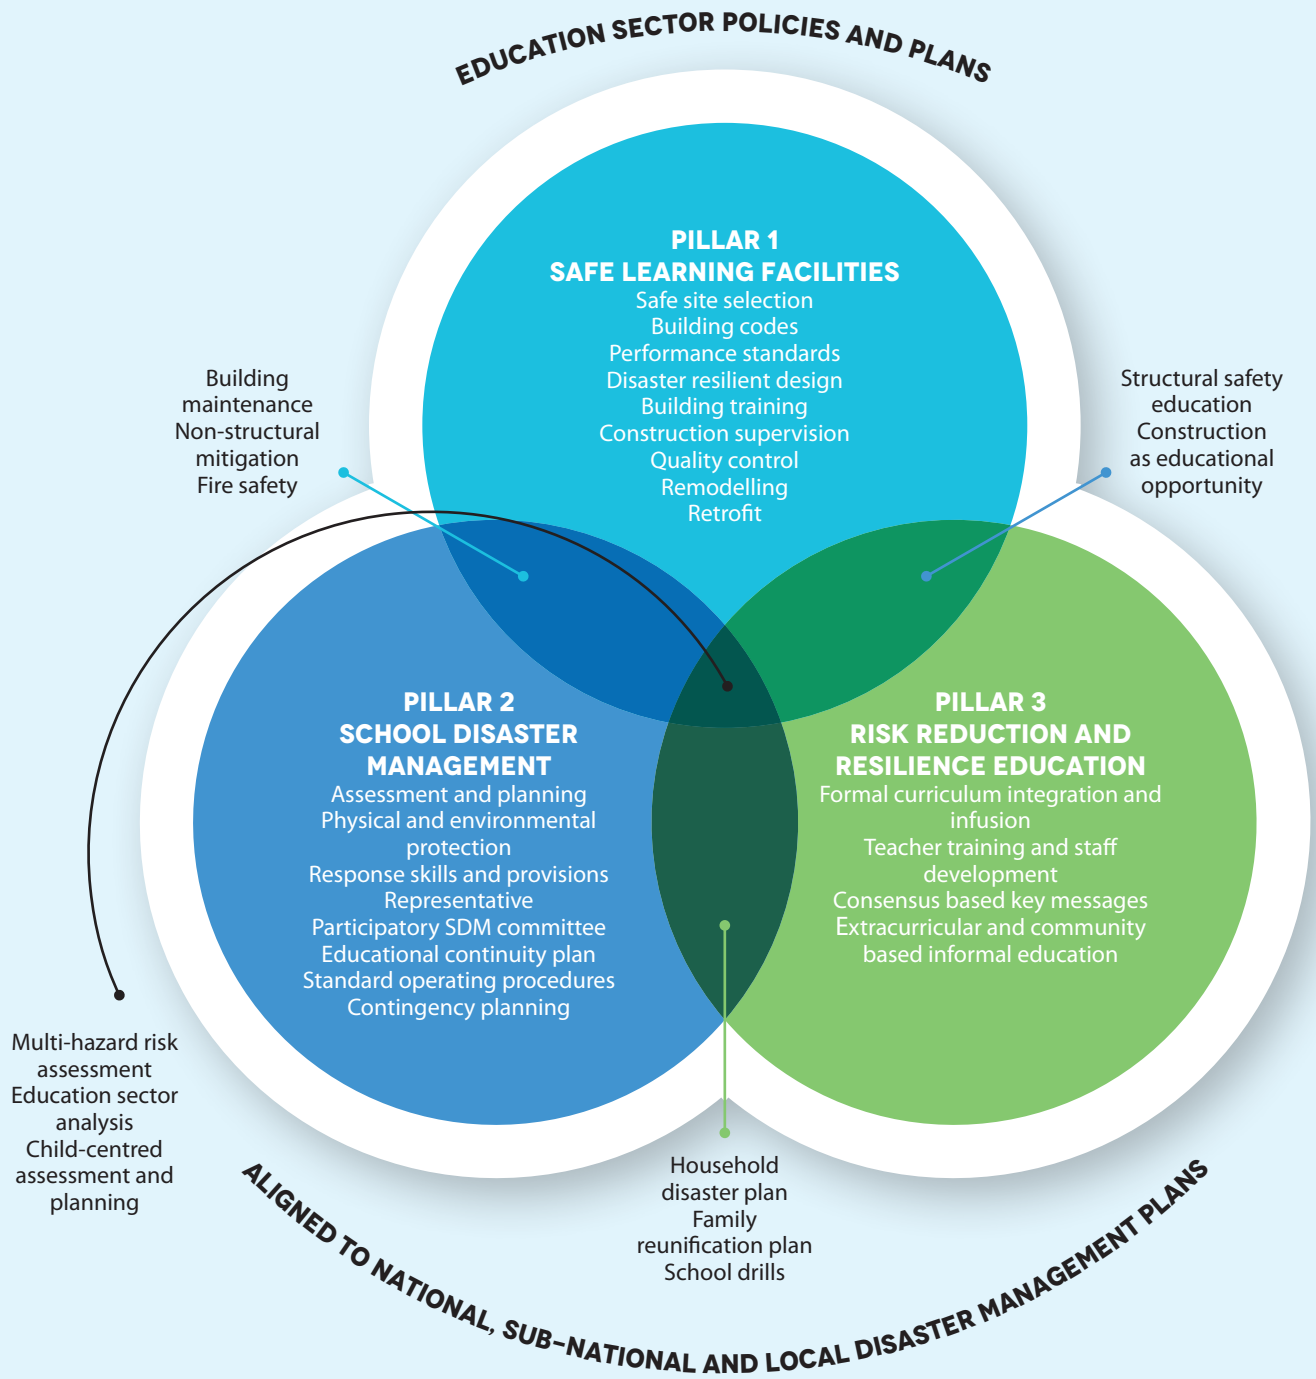 EDUCATION SECTOR POLICIES AND PLANS
PILLAR 1
SAFE LEARNING FACILITIES
Safe site selection
Building codes
Performance standards
Disaster resilient design
Building training
Construction supervision
Quality control
Remodelling
Retrofit
Building
maintenance
Non-structural
mitigation
Fire safety
Structural safety
education
Construction
as educational
opportunity
PILLAR 2
SCHOOL DISASTER
MANAGEMENT
Assessment and planning
Physical and environmental
protection
Response skills and provisions
Representative
Participatory SDM committee
Educational continuity plan
Standard operating procedures
Contingency planning
PILLAR 3
RISK REDUCTION AND
RESILIENCE EDUCATION
Formal curriculum integration and
infusion
Teacher training and staff
development
Consensus based key messages
Extracurricular and community
based informal education
Multi-hazard risk
assessment
Education sector
analysis
Child-centred
assessment and
planning
Household
disaster plan
Family
reunification plan
School drills
ALIGNED TO NATIONAL, SUB-NATIONAL AND LOCAL DISASTER MANAGEMENT PLANS